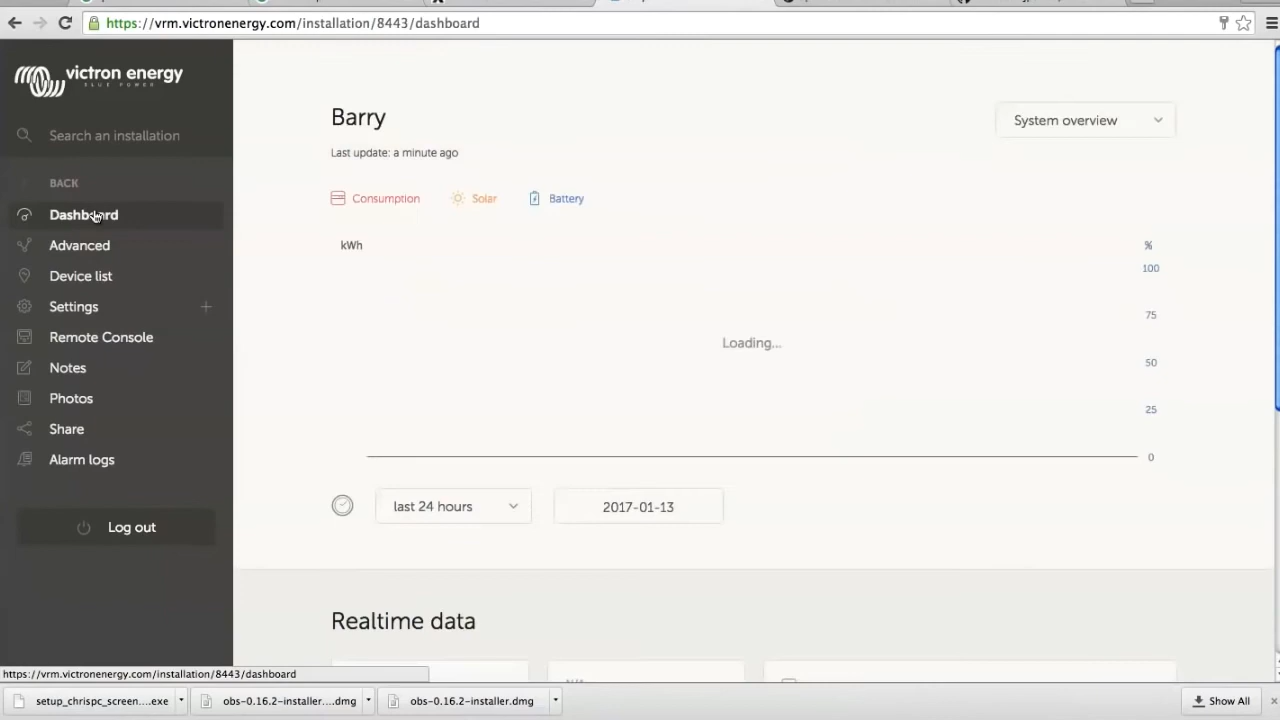 https://vrm.victronenergy.com/installation/8443/dashboard
victron energy
BLUE POWER
Search an installation
BACK
Dashboard
Advanced
Device list
Settings
Remote Console
Notes
Photos
Share
Alarm logs
Log out
Barry
System overview
Last update: a minute ago
Consumption
Solar
Battery
kWh
%
100
75
50
25
0
Loading...
last 24 hours
2017-01-13
Realtime data
https://vrm.victronenergy.com/installation/8443/dashboard
setup_chrispc_screen....exe
obs-0.16.2-installer....dmg
obs-0.16.2-installer.dmg
Show All